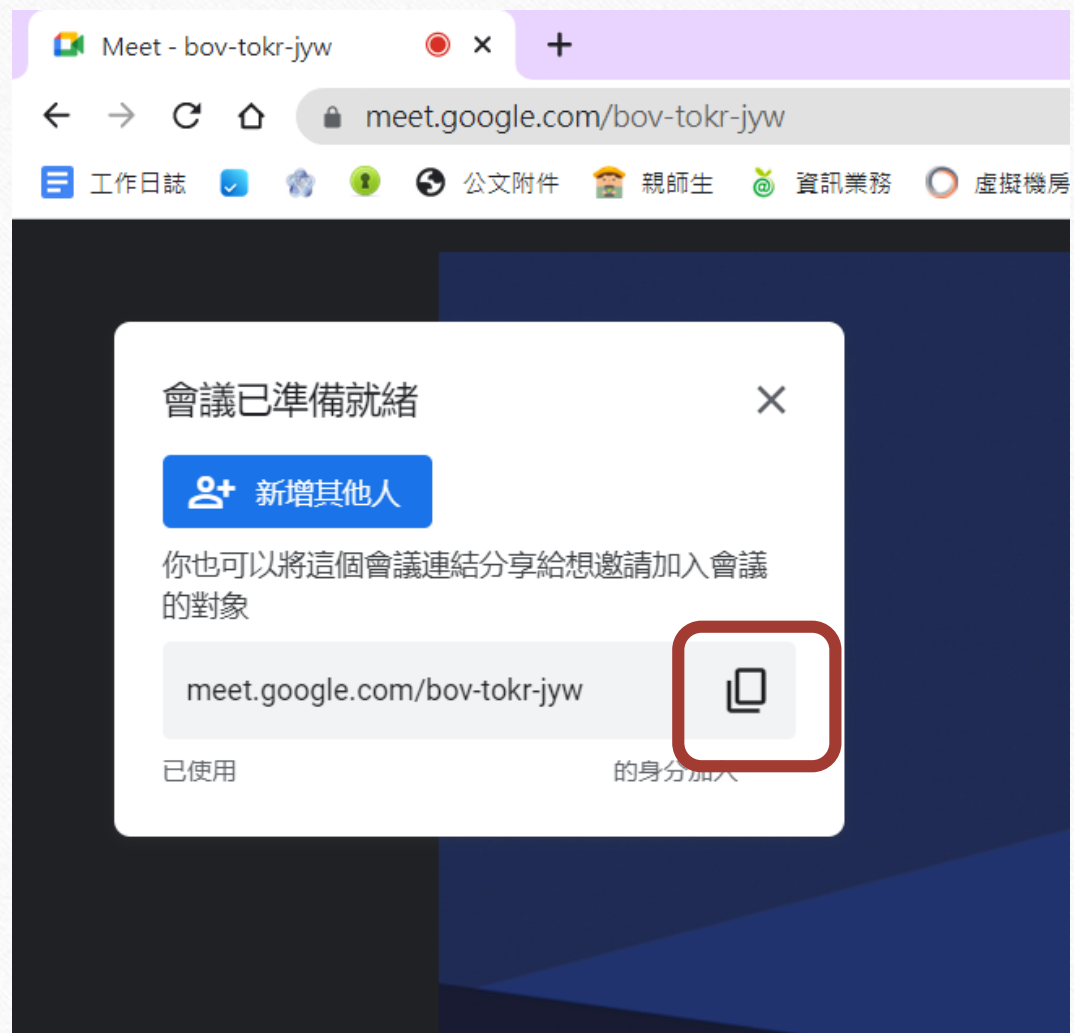 Meet - bov-tokr-jyw
meet.google.com/bov-tokr-jyw
工作日誌 公文附件 親師生 資訊業務 虛擬機房
會議已準備就緒
新增其他人
你也可以將這個會議連結分享給想邀請加入會議
的對象
meet.google.com/bov-tokr-jyw
已使用 的身分加入